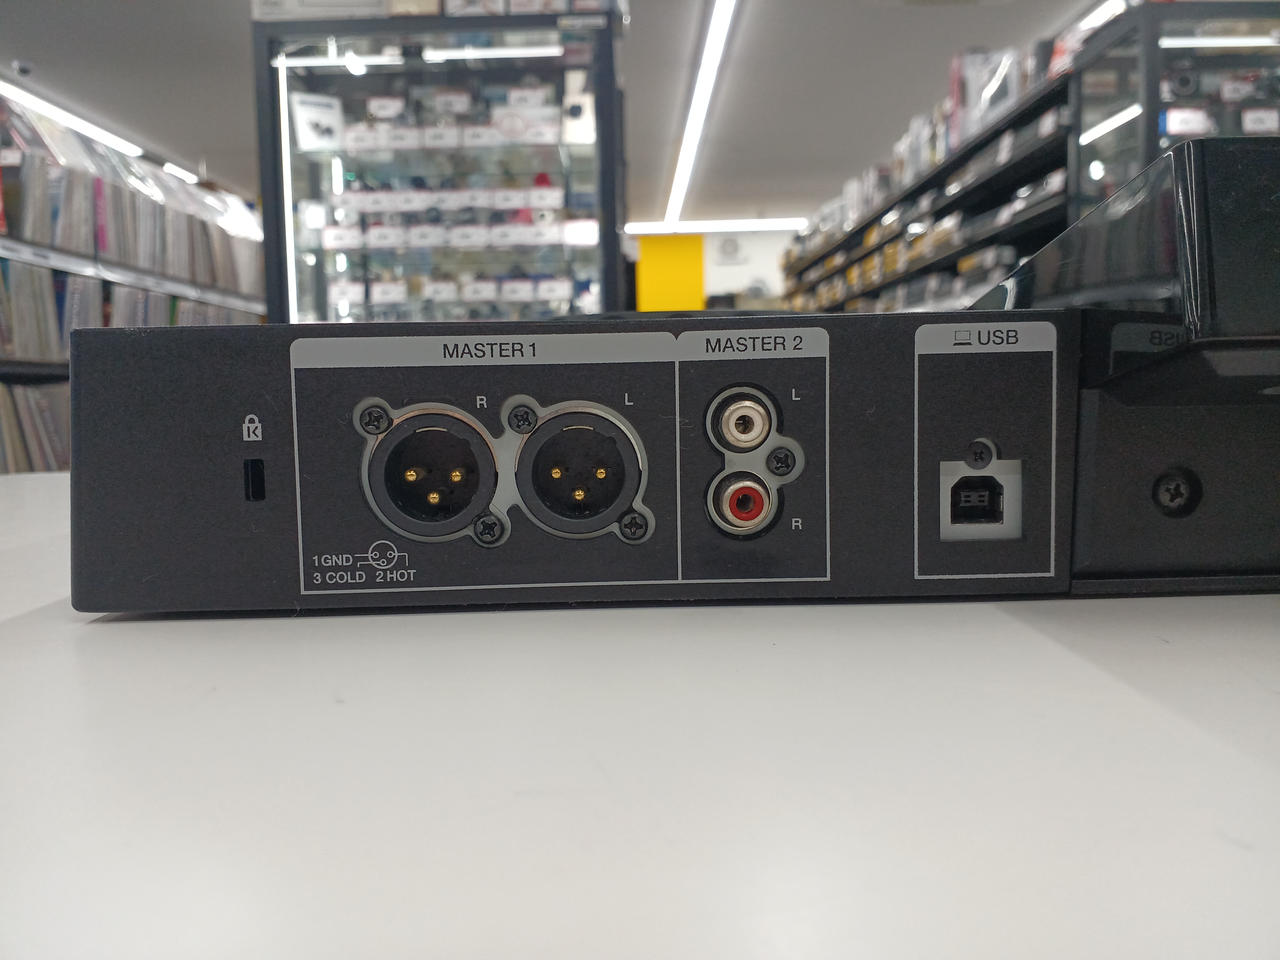 MASTER 1
R
L
1 GND
3 COLD 2 HOT
MASTER 2
L
R
USB
K